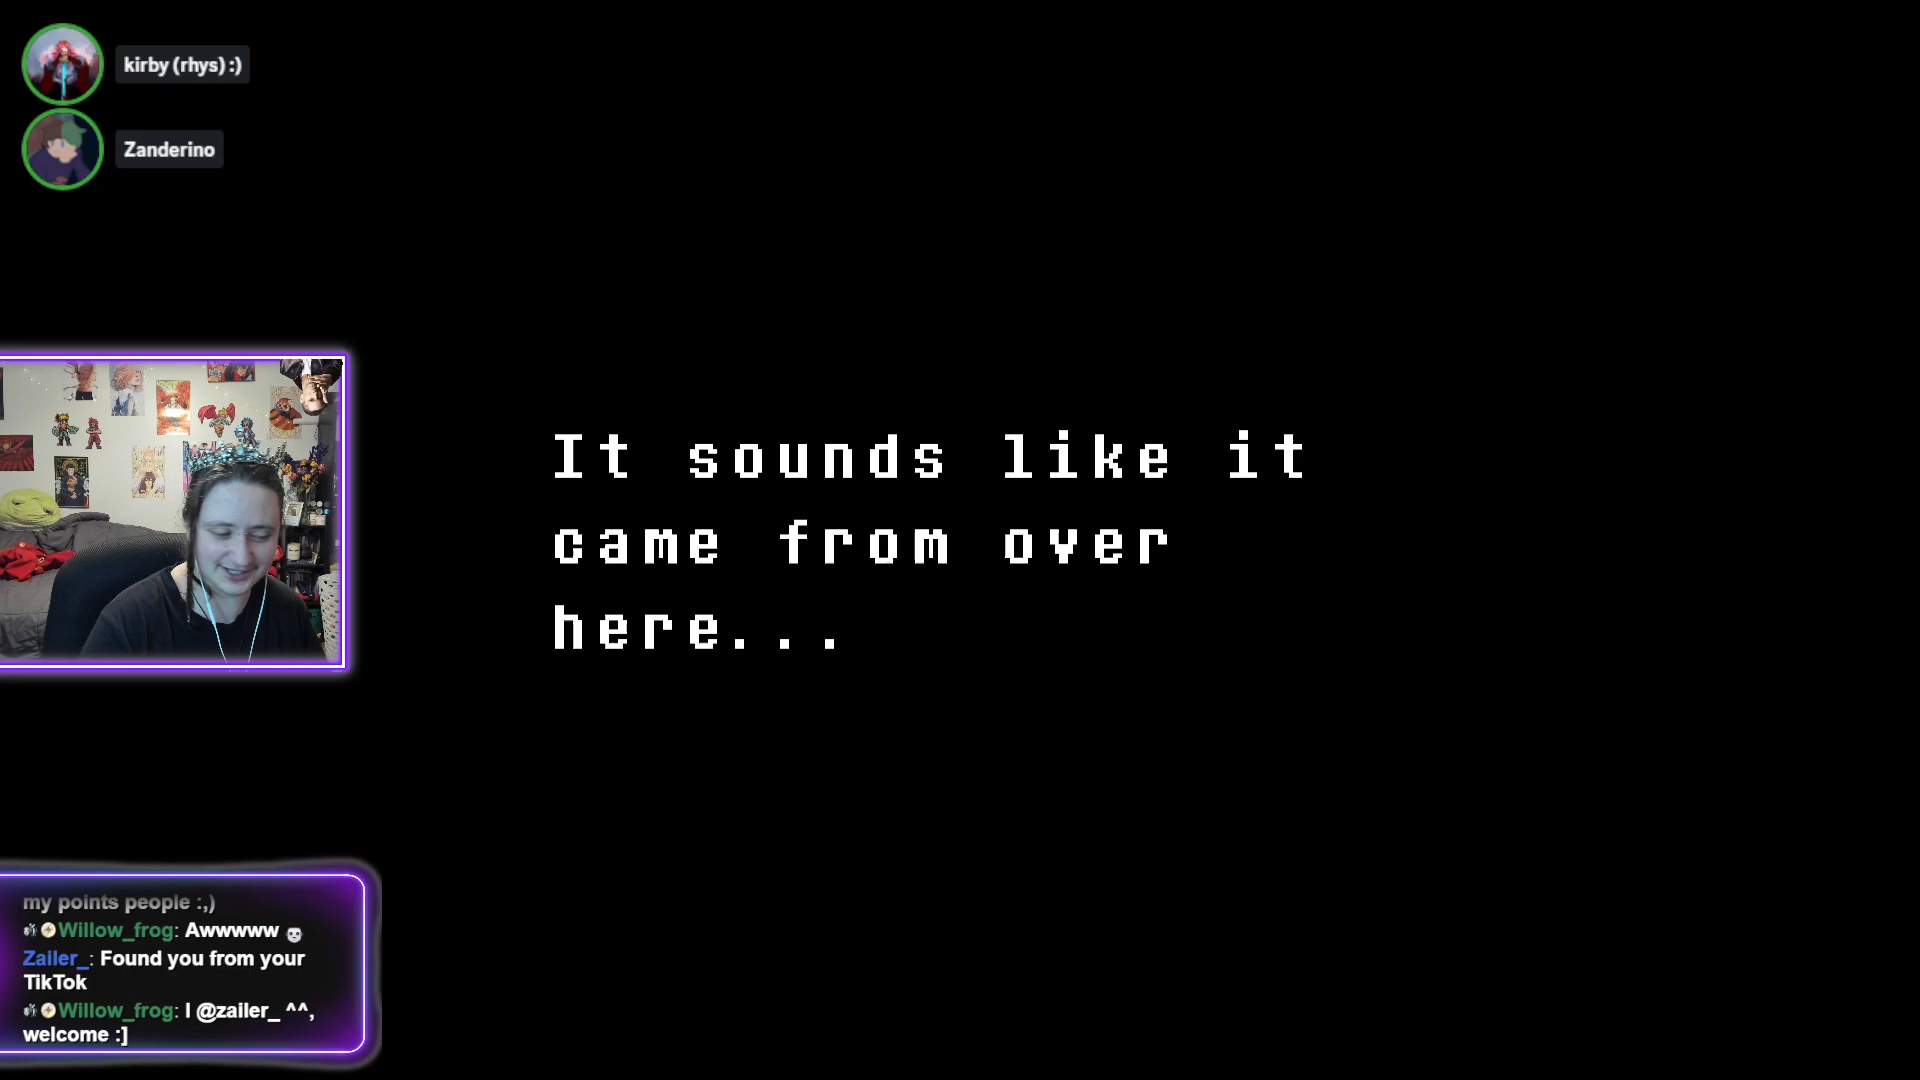 kirby (rhys) :)
Zanderino
It sounds like it
came from over
here...
my points people :,)
Willow_frog: Awwwww
Zailer_: Found you from your
TikTok
Willow_frog: I @zailer_ ^^,
welcome :]